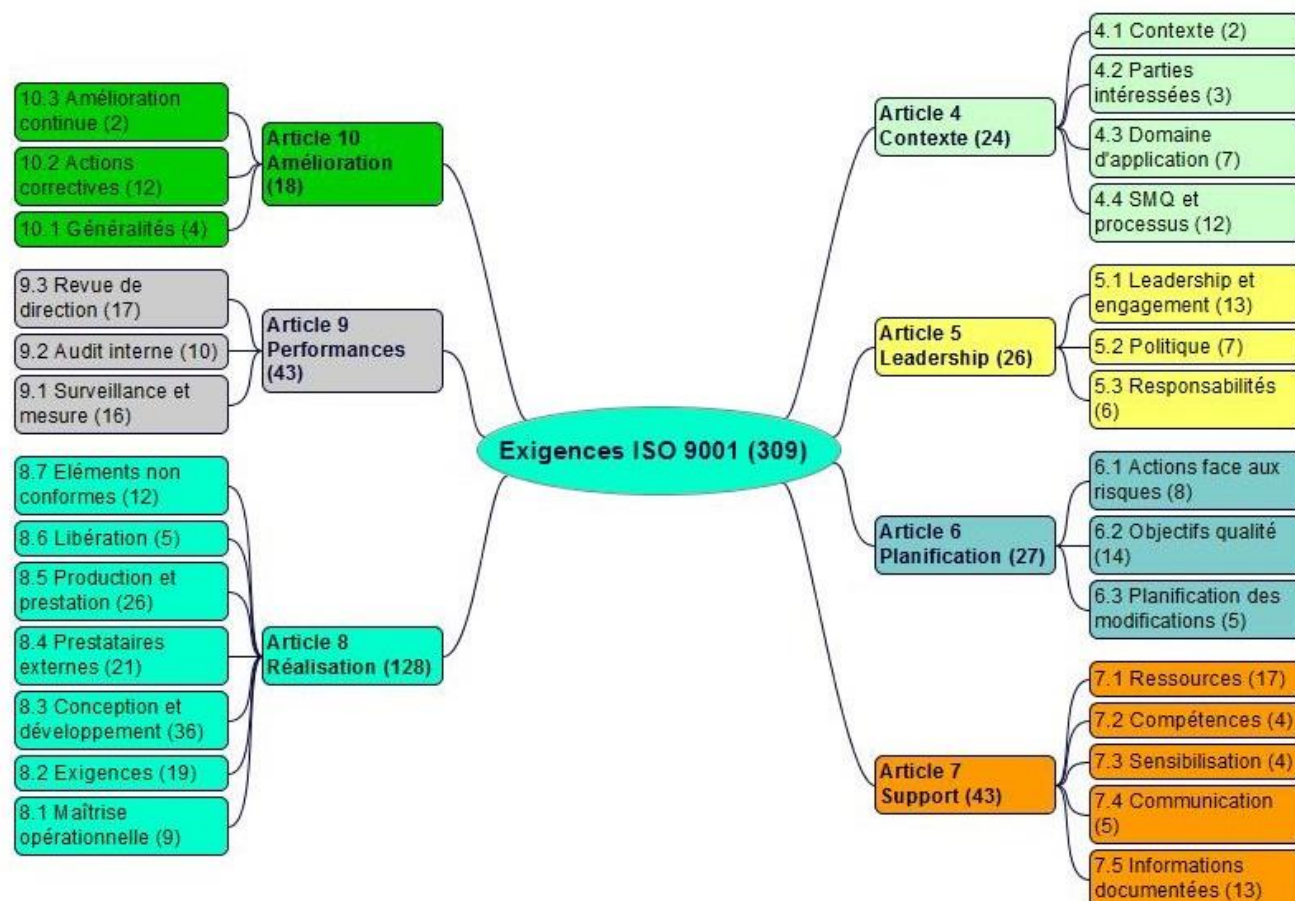 Exigences ISO 9001 (309)
Article 4
Contexte (24)
4.1 Contexte (2)
4.2 Parties
intéressées (3)
4.3 Domaine
d'application (7)
4.4 SMQ et
processus (12)
Article 5
Leadership (26)
5.1 Leadership et
engagement (13)
5.2 Politique (7)
5.3 Responsabilités
(6)
Article 6
Planification (27)
6.1 Actions face aux
risques (8)
6.2 Objectifs qualité
(14)
6.3 Planification des
modifications (5)
Article 7
Support (43)
7.1 Ressources (17)
7.2 Compétences (4)
7.3 Sensibilisation (4)
7.4 Communication
(5)
7.5 Informations
documentées (13)
Article 10
Amélioration
(18)
10.3 Amélioration
continue (2)
10.2 Actions
correctives (12)
10.1 Généralités (4)
Article 9
Performances
(43)
9.3 Revue de
direction (17)
9.2 Audit interne (10)
9.1 Surveillance et
mesure (16)
Article 8
Réalisation (128)
8.7 Eléments non
conformes (12)
8.6 Libération (5)
8.5 Production et
prestation (26)
8.4 Prestataires
externes (21)
8.3 Conception et
développement (36)
8.2 Exigences (19)
8.1 Maîtrise
opérationnelle (9)